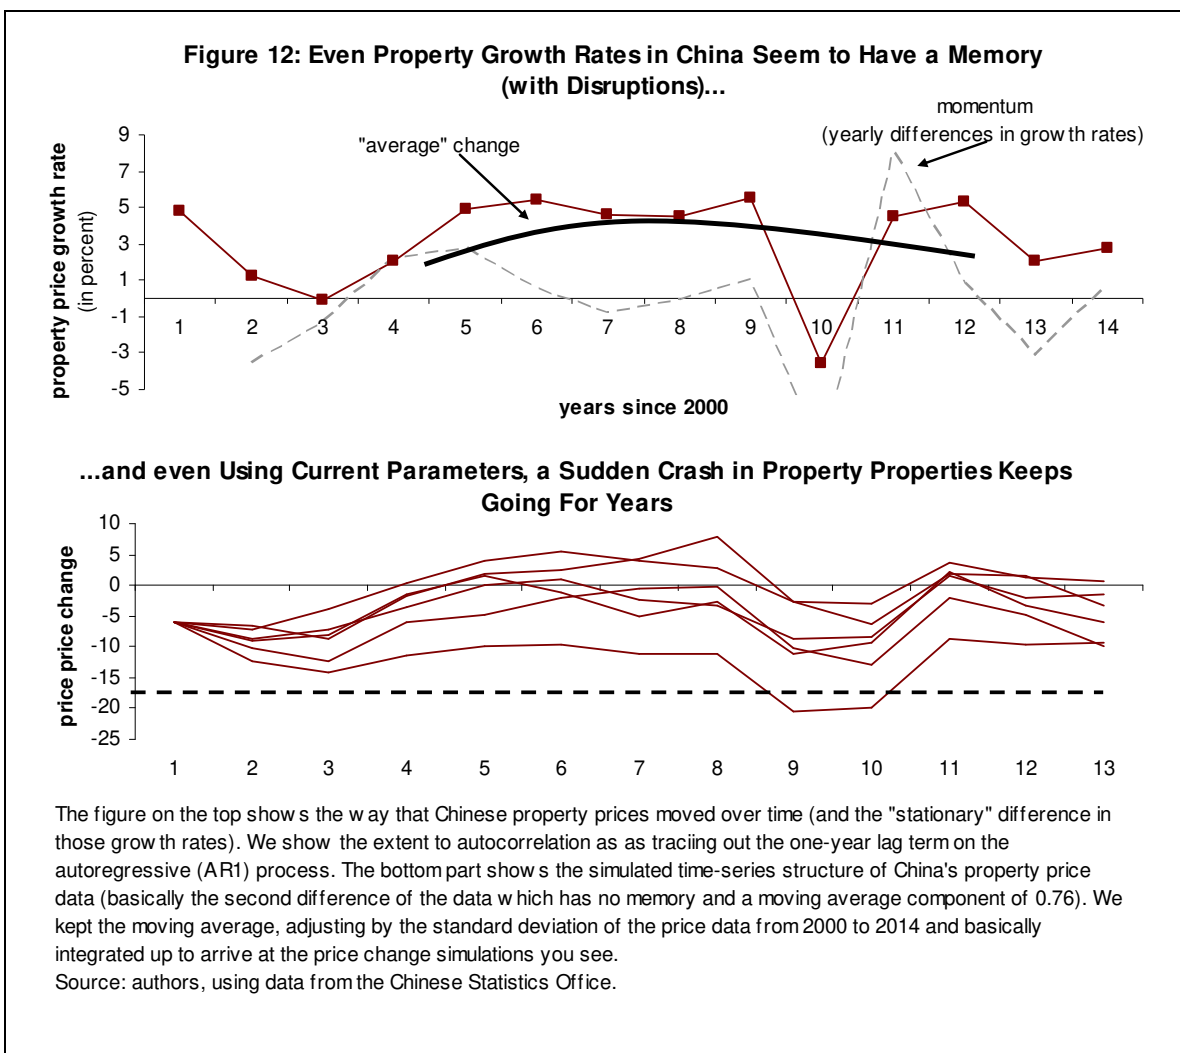 Figure 12: Even Property Growth Rates in China Seem to Have a Memory
(with Disruptions)...
momentum
(yearly differences in growth rates)
"average" change
property price growth rate
(in percent)
9
7
5
3
1
-1
-3
-5
1 2 3 4 5 6 7 8 9 10 11 12 13 14
years since 2000
...and even Using Current Parameters, a Sudden Crash in Property Properties Keeps
Going For Years
price price change
10
5
0
-5
-10
-15
-20
-25
1 2 3 4 5 6 7 8 9 10 11 12 13
The figure on the top shows the way that Chinese property prices moved over time (and the "stationary" difference in
those growth rates). We show the extent to autocorrelation as as traciing out the one-year lag term on the
autoregressive (AR1) process. The bottom part shows the simulated time-series structure of China's property price
data (basically the second difference of the data which has no memory and a moving average component of 0.76). We
kept the moving average, adjusting by the standard deviation of the price data from 2000 to 2014 and basically
integrated up to arrive at the price change simulations you see.
Source: authors, using data from the Chinese Statistics Office.